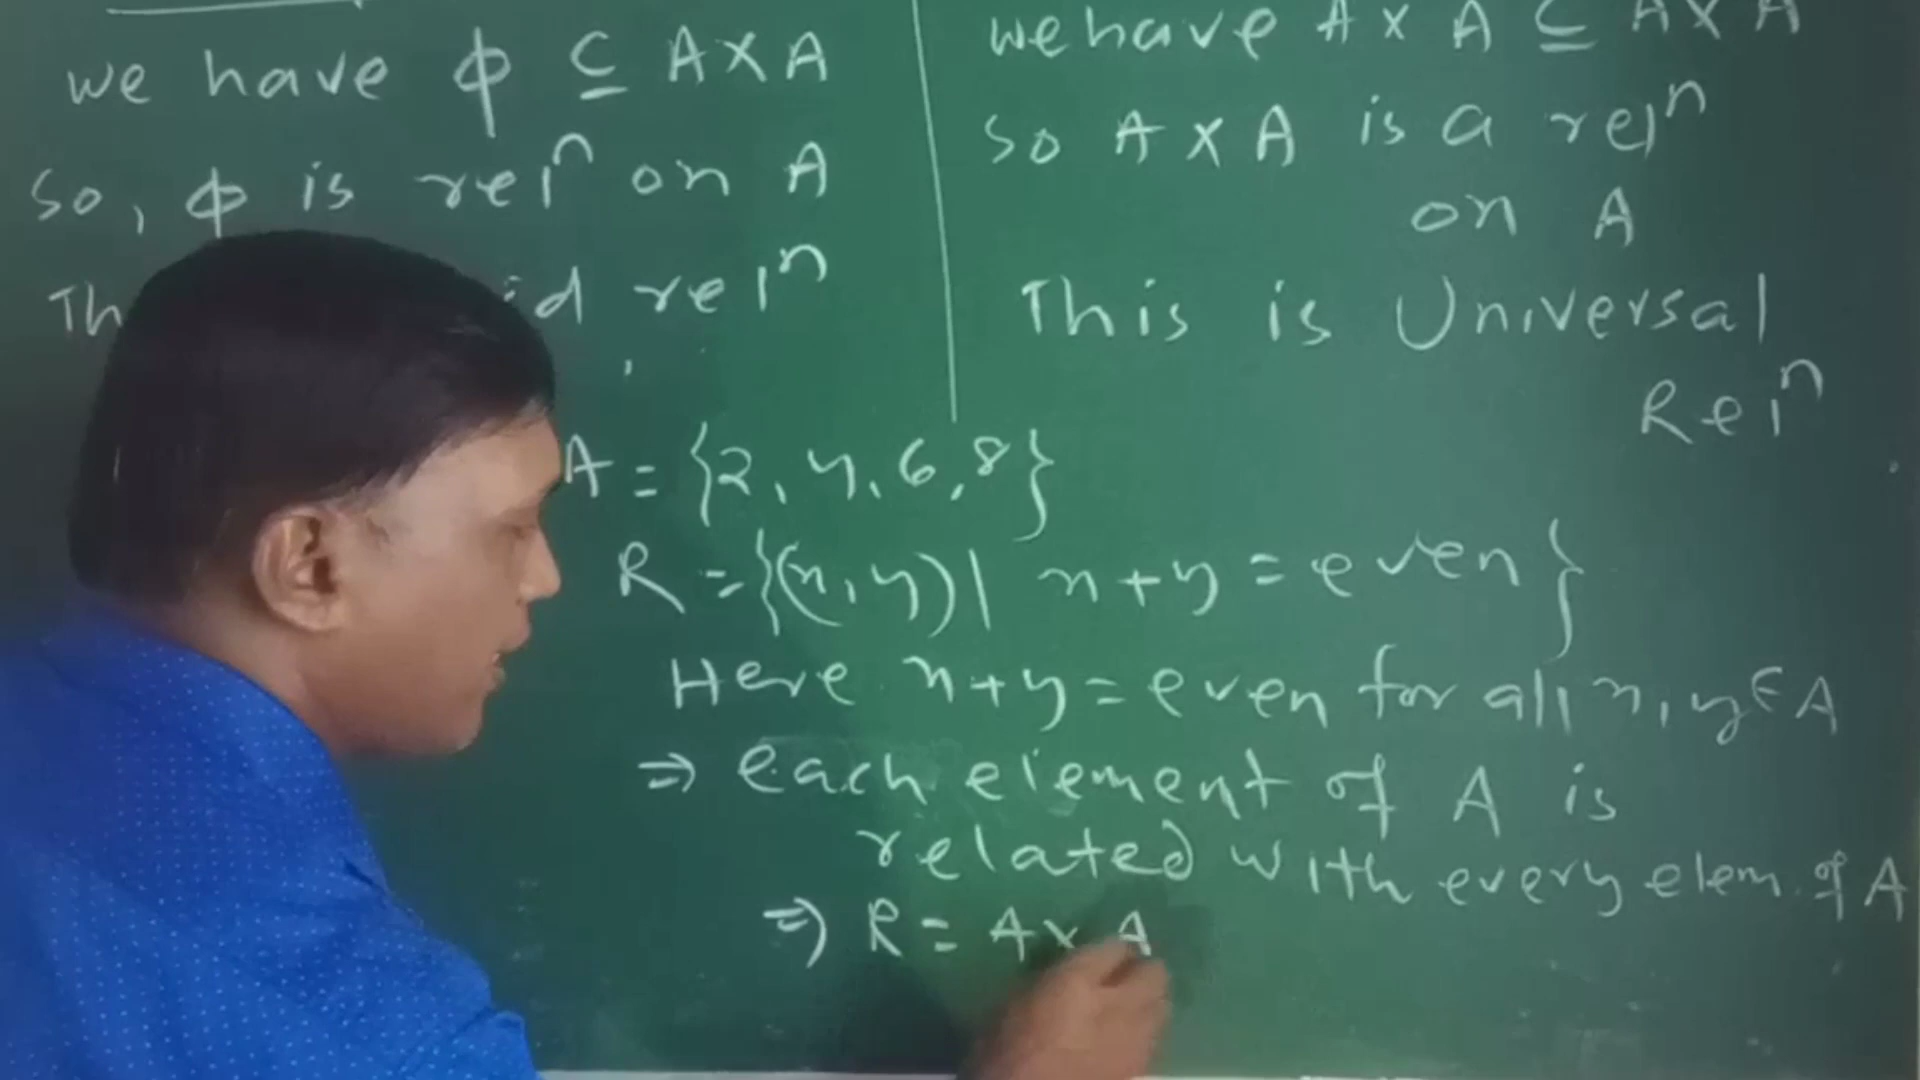 we have φ ⊆ A×A
So, φ is relⁿ on A
Th relⁿ
we have A×A ⊆ A×A
So A×A is a relⁿ
on A
This is Universal
Relⁿ
A = {2, 4, 6, 8}
R = {(x, y) | x+y = even}
Here x+y = even for all x, y ∈ A
⇒ each element of A is
related with every elem. of A
⇒ R = A×A